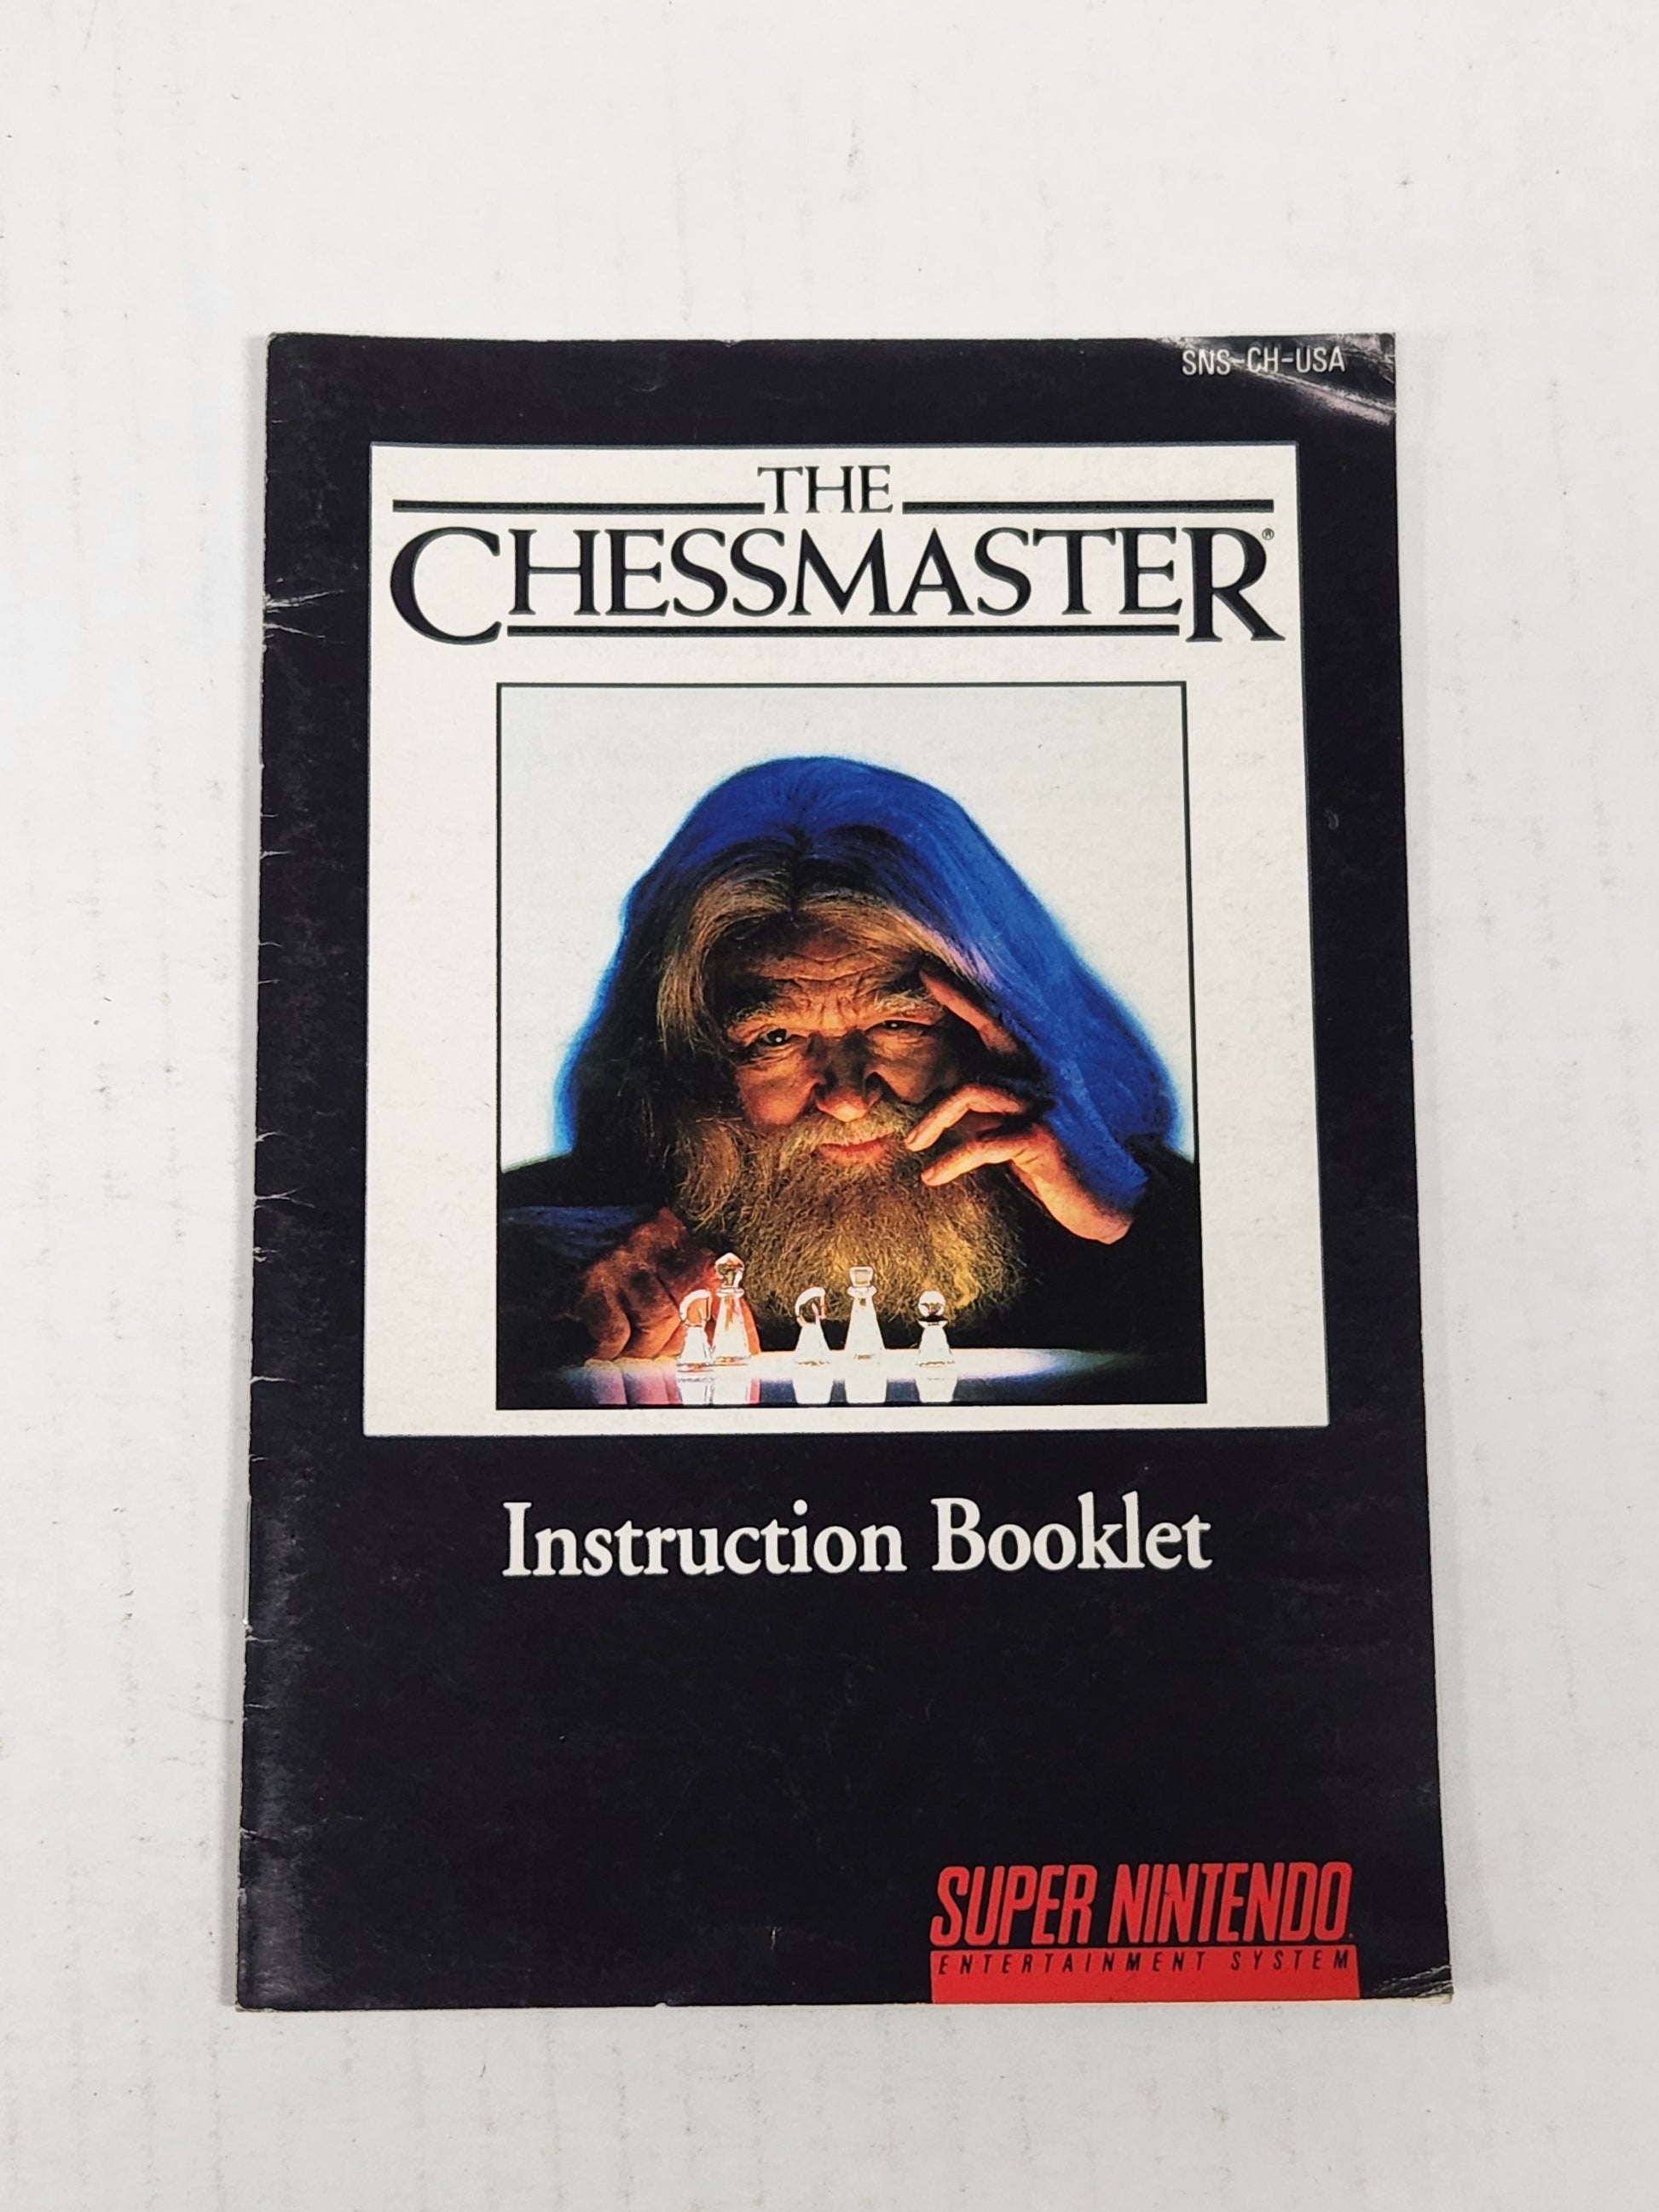 SNS-CH-USA
THE
CHESSMASTER®
Instruction Booklet
SUPER NINTENDO
ENTERTAINMENT SYSTEM